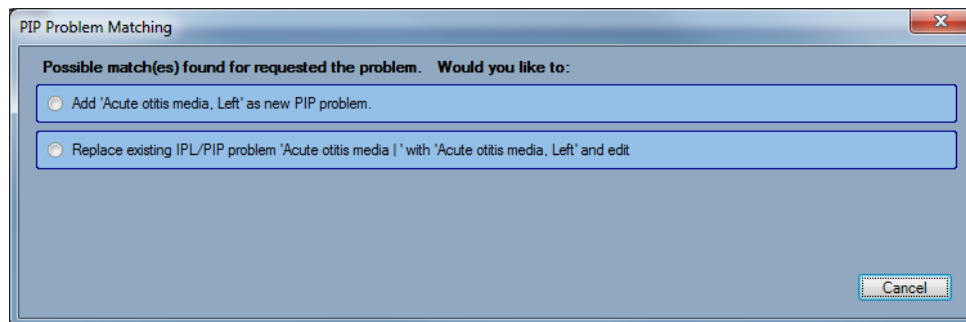 PIP Problem Matching
Possible match(es) found for requested the problem. Would you like to:
Add 'Acute otitis media, Left' as new PIP problem.
Replace existing IPL/PIP problem 'Acute otitis media | ' with 'Acute otitis media, Left' and edit
Cancel